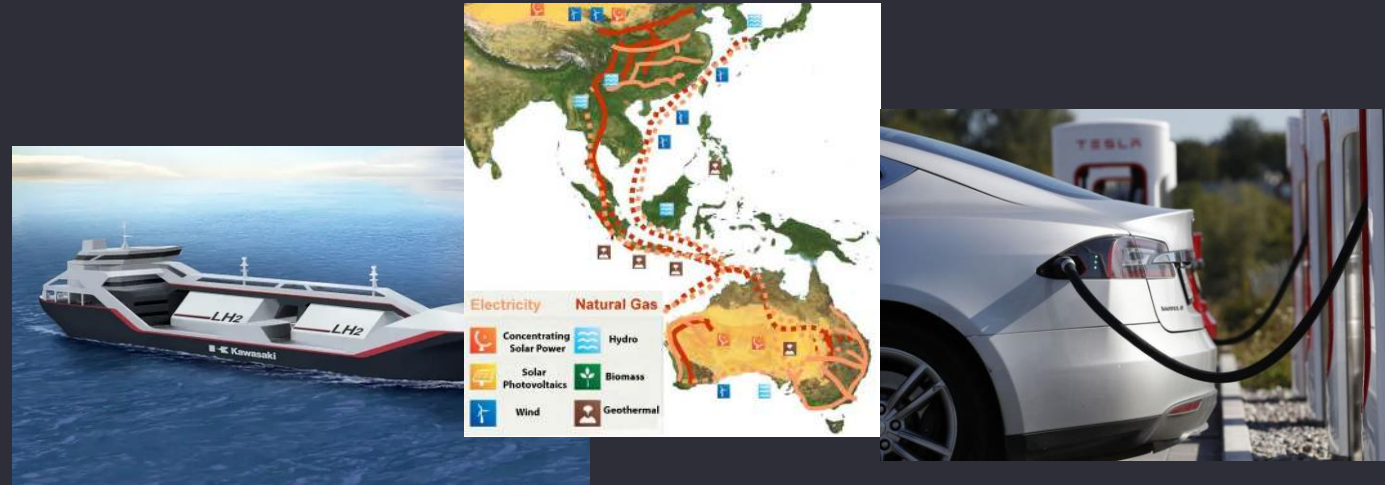 LH2
LH2
Kawasaki
Electricity
Natural Gas
Concentrating
Solar Power
Hydro
Solar
Photovoltaics
Biomass
Wind
Geothermal
TESLA